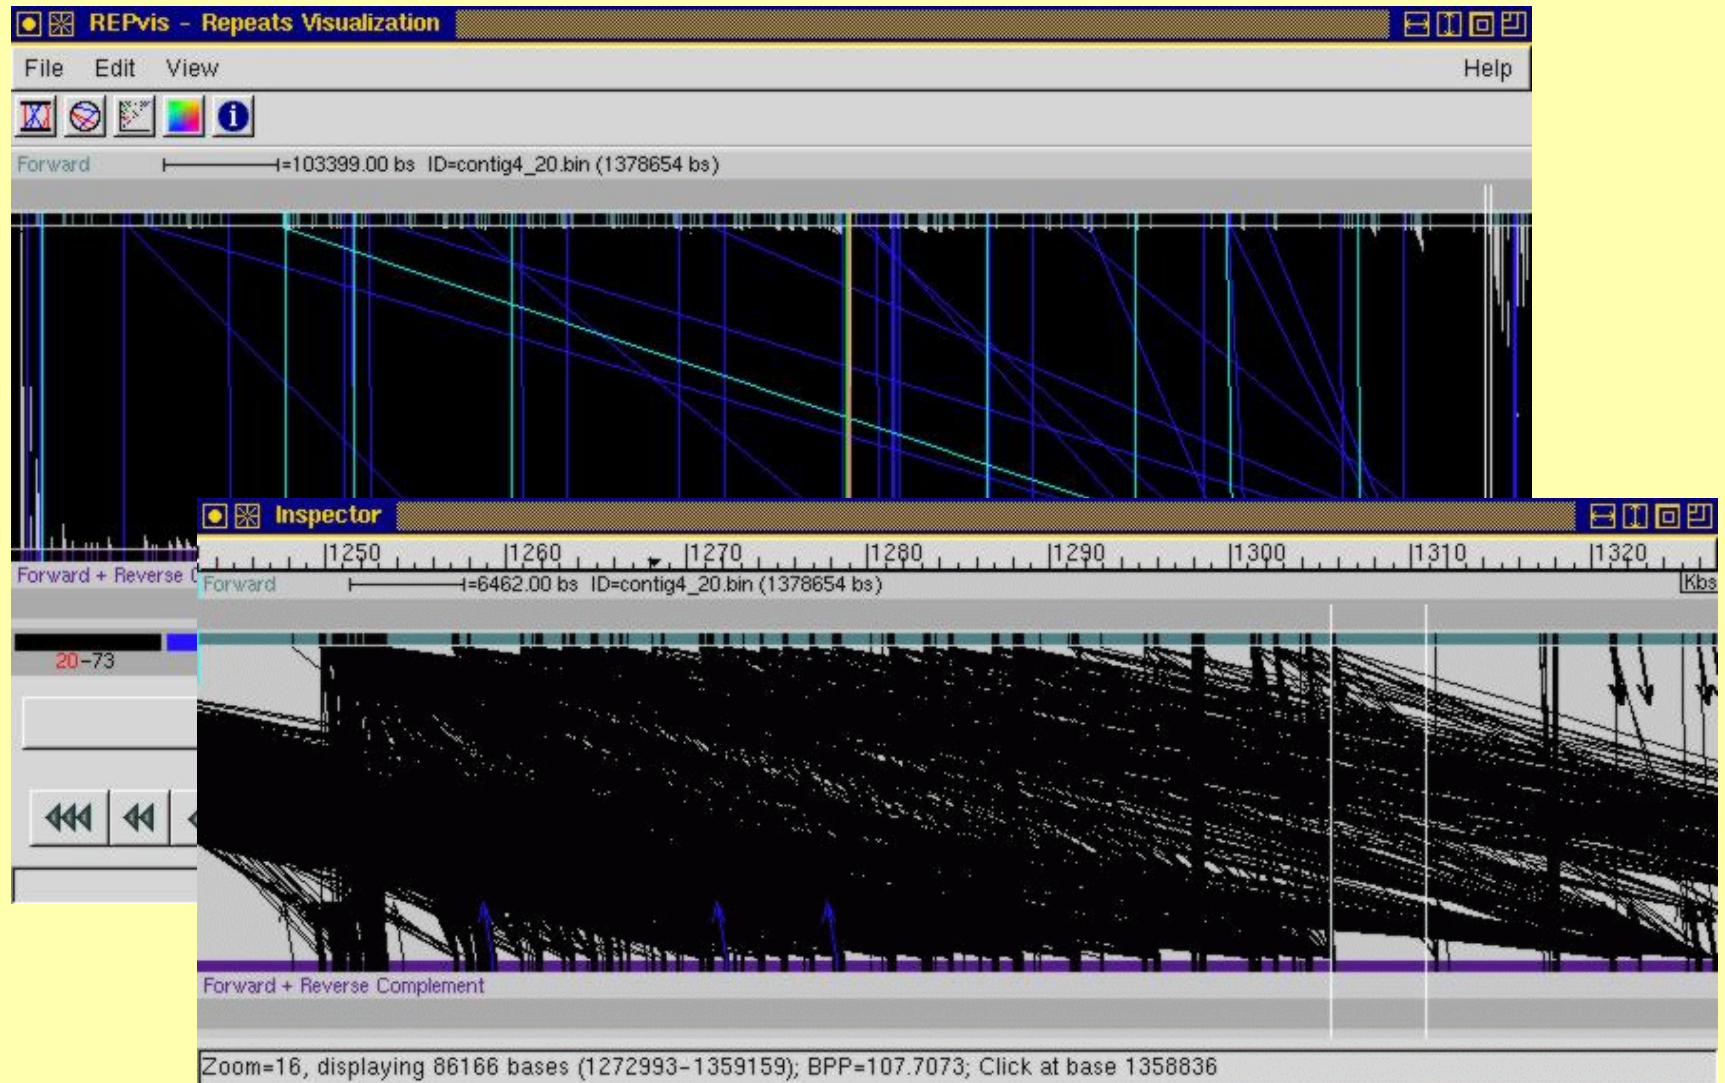 REPvis - Repeats Visualization
File Edit View Help
Forward =103399.00 bs ID=contig4_20.bin (1378654 bs)
Forward + Reverse C
20-73
Inspector
1250 1260 1270 1280 1290 1300 1310 1320
Forward =6462.00 bs ID=contig4_20.bin (1378654 bs) Kbs
Forward + Reverse Complement
Zoom=16, displaying 86166 bases (1272993-1359159); BPP=107.7073; Click at base 1358836